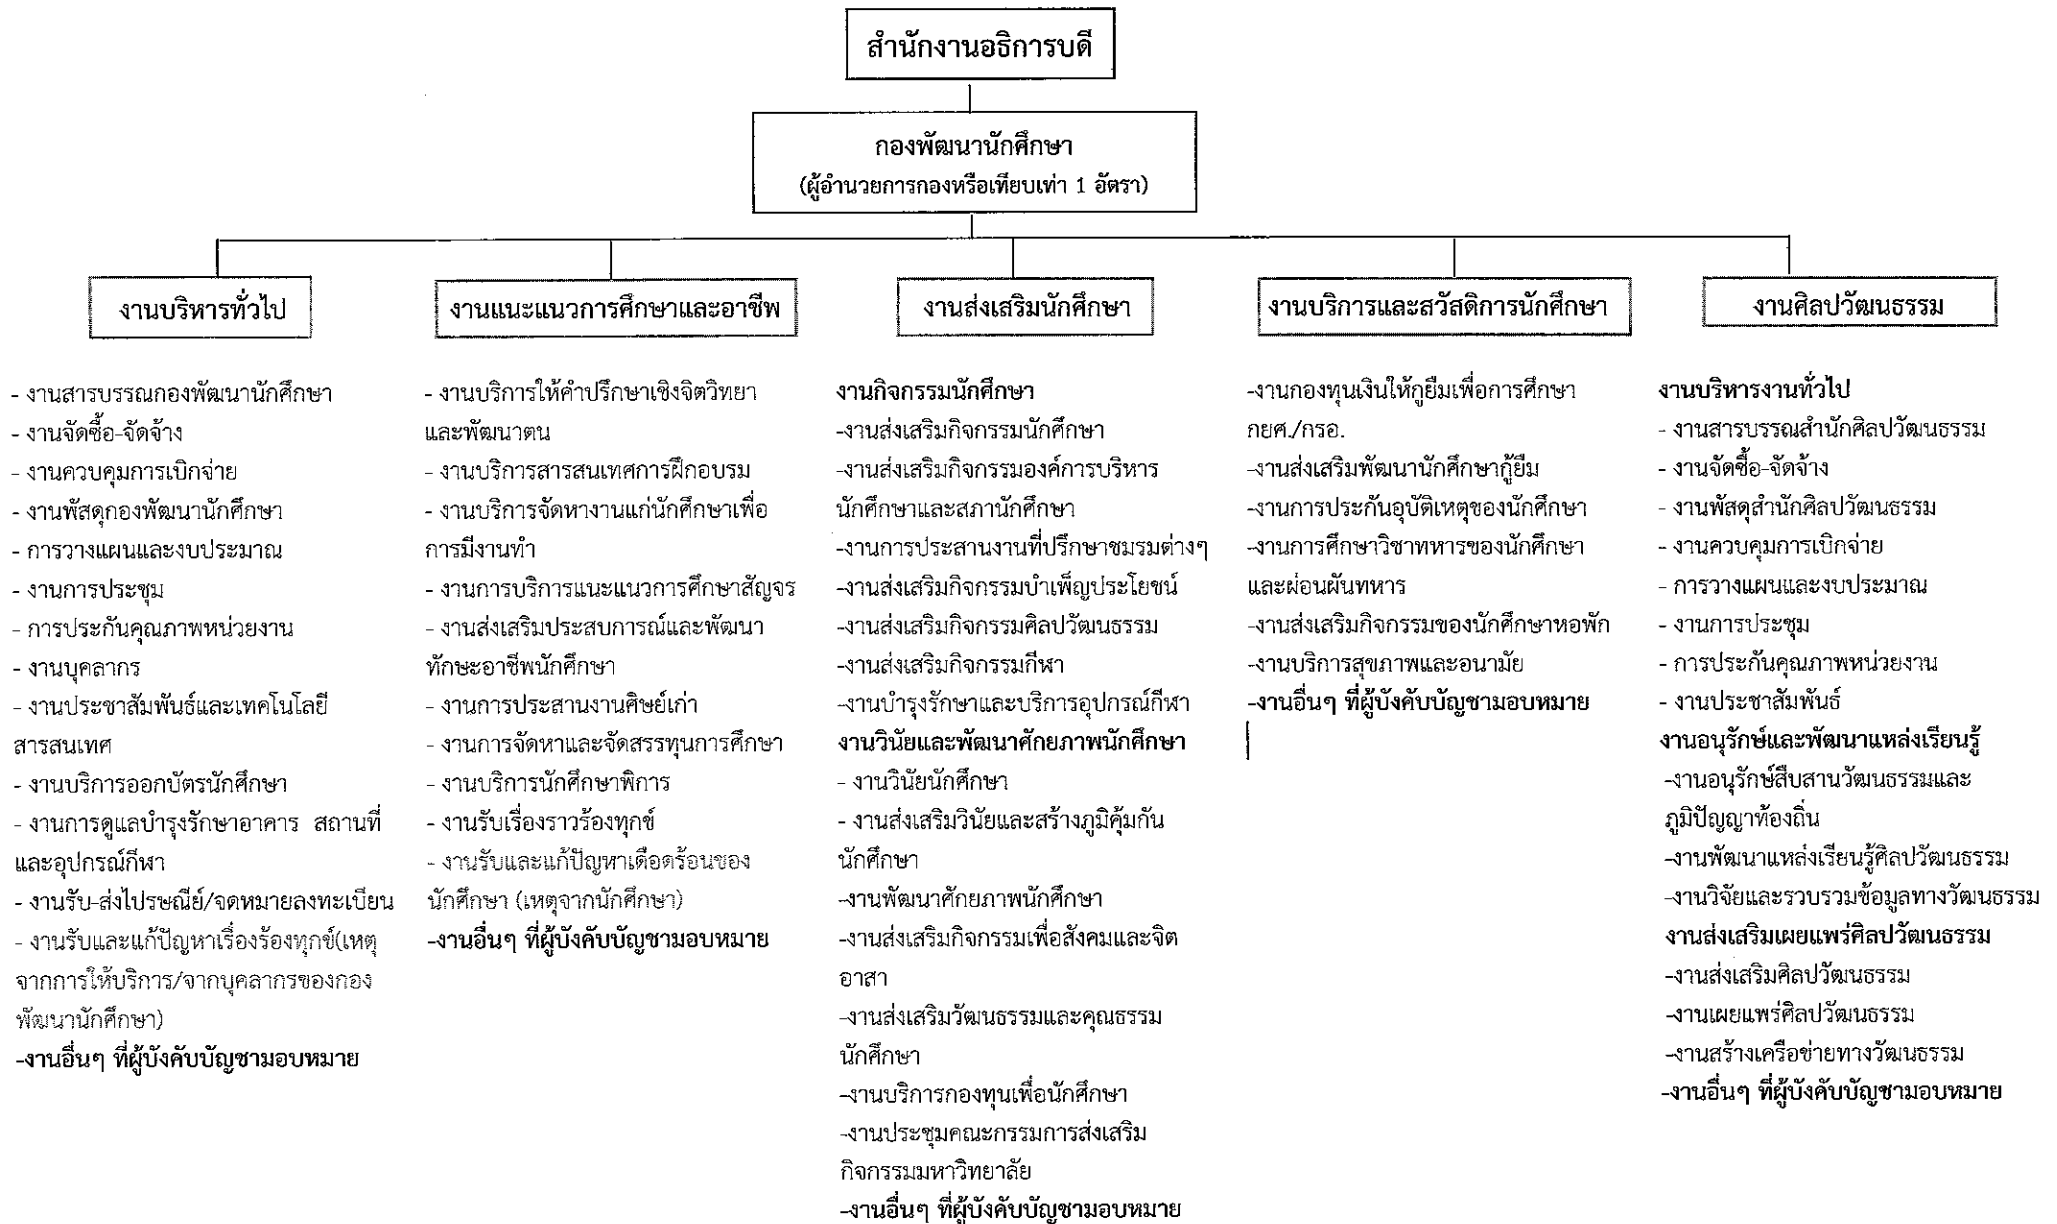 สำนักงานอธิการบดี
กองพัฒนานักศึกษา
(ผู้อำนวยการกองหรือเทียบเท่า 1 อัตรา)
งานบริหารทั่วไป
- งานสารบรรณกองพัฒนานักศึกษา
- งานจัดซื้อ-จัดจ้าง
- งานควบคุมการเบิกจ่าย
- งานพัสดุกองพัฒนานักศึกษา
- การวางแผนและงบประมาณ
- งานการประชุม
- การประกันคุณภาพหน่วยงาน
- งานบุคลากร
- งานประชาสัมพันธ์และเทคโนโลยี
สารสนเทศ
- งานบริการออกบัตรนักศึกษา
- งานการดูแลบำรุงรักษาอาคาร สถานที่
และอุปกรณ์กีฬา
- งานรับ-ส่งไปรษณีย์/จดหมายลงทะเบียน
- งานรับและแก้ปัญหาเรื่องร้องทุกข์(เหตุ
จากการให้บริการ/จากบุคลากรของกอง
พัฒนานักศึกษา)
-งานอื่นๆ ที่ผู้บังคับบัญชามอบหมาย
งานแนะแนวการศึกษาและอาชีพ
- งานบริการให้คำปรึกษาเชิงจิตวิทยา
และพัฒนาตน
- งานบริการสารสนเทศการฝึกอบรม
- งานบริการจัดหางานแก่นักศึกษาเพื่อ
การมีงานทำ
- งานการบริการแนะแนวการศึกษาสัญจร
- งานส่งเสริมประสบการณ์และพัฒนา
ทักษะอาชีพนักศึกษา
- งานการประสานงานศิษย์เก่า
- งานการจัดหาและจัดสรรทุนการศึกษา
- งานบริการนักศึกษาพิการ
- งานรับเรื่องราวร้องทุกข์
- งานรับและแก้ปัญหาเดือดร้อนของ
นักศึกษา (เหตุจากนักศึกษา)
-งานอื่นๆ ที่ผู้บังคับบัญชามอบหมาย
งานส่งเสริมนักศึกษา
งานกิจกรรมนักศึกษา
-งานส่งเสริมกิจกรรมนักศึกษา
-งานส่งเสริมกิจกรรมองค์การบริหาร
นักศึกษาและสภานักศึกษา
-งานการประสานงานที่ปรึกษาชมรมต่างๆ
-งานส่งเสริมกิจกรรมบำเพ็ญประโยชน์
-งานส่งเสริมกิจกรรมศิลปวัฒนธรรม
-งานส่งเสริมกิจกรรมกีฬา
-งานบำรุงรักษาและบริการอุปกรณ์กีฬา
งานวินัยและพัฒนาศักยภาพนักศึกษา
- งานวินัยนักศึกษา
- งานส่งเสริมวินัยและสร้างภูมิคุ้มกัน
นักศึกษา
-งานพัฒนาศักยภาพนักศึกษา
-งานส่งเสริมกิจกรรมเพื่อสังคมและจิต
อาสา
-งานส่งเสริมวัฒนธรรมและคุณธรรม
นักศึกษา
-งานบริการกองทุนเพื่อนักศึกษา
-งานประชุมคณะกรรมการส่งเสริม
กิจกรรมมหาวิทยาลัย
-งานอื่นๆ ที่ผู้บังคับบัญชามอบหมาย
งานบริการและสวัสดิการนักศึกษา
-งานกองทุนเงินให้กูยืมเพื่อการศึกษา
กยศ./กรอ.
-งานส่งเสริมพัฒนานักศึกษากู้ยืม
-งานการประกันอุบัติเหตุของนักศึกษา
-งานการศึกษาวิชาทหารของนักศึกษา
และผ่อนผันทหาร
-งานส่งเสริมกิจกรรมของนักศึกษาหอพัก
-งานบริการสุขภาพและอนามัย
-งานอื่นๆ ที่ผู้บังคับบัญชามอบหมาย
งานศิลปวัฒนธรรม
งานบริหารงานทั่วไป
- งานสารบรรณสำนักศิลปวัฒนธรรม
- งานจัดซื้อ-จัดจ้าง
- งานพัสดุสำนักศิลปวัฒนธรรม
- งานควบคุมการเบิกจ่าย
- การวางแผนและงบประมาณ
- งานการประชุม
- การประกันคุณภาพหน่วยงาน
- งานประชาสัมพันธ์
งานอนุรักษ์และพัฒนาแหล่งเรียนรู้
-งานอนุรักษ์สืบสานวัฒนธรรมและ
ภูมิปัญญาท้องถิ่น
-งานพัฒนาแหล่งเรียนรู้ศิลปวัฒนธรรม
-งานวิจัยและรวบรวมข้อมูลทางวัฒนธรรม
งานส่งเสริมเผยแพร่ศิลปวัฒนธรรม
-งานส่งเสริมศิลปวัฒนธรรม
-งานเผยแพร่ศิลปวัฒนธรรม
-งานสร้างเครือข่ายทางวัฒนธรรม
-งานอื่นๆ ที่ผู้บังคับบัญชามอบหมาย